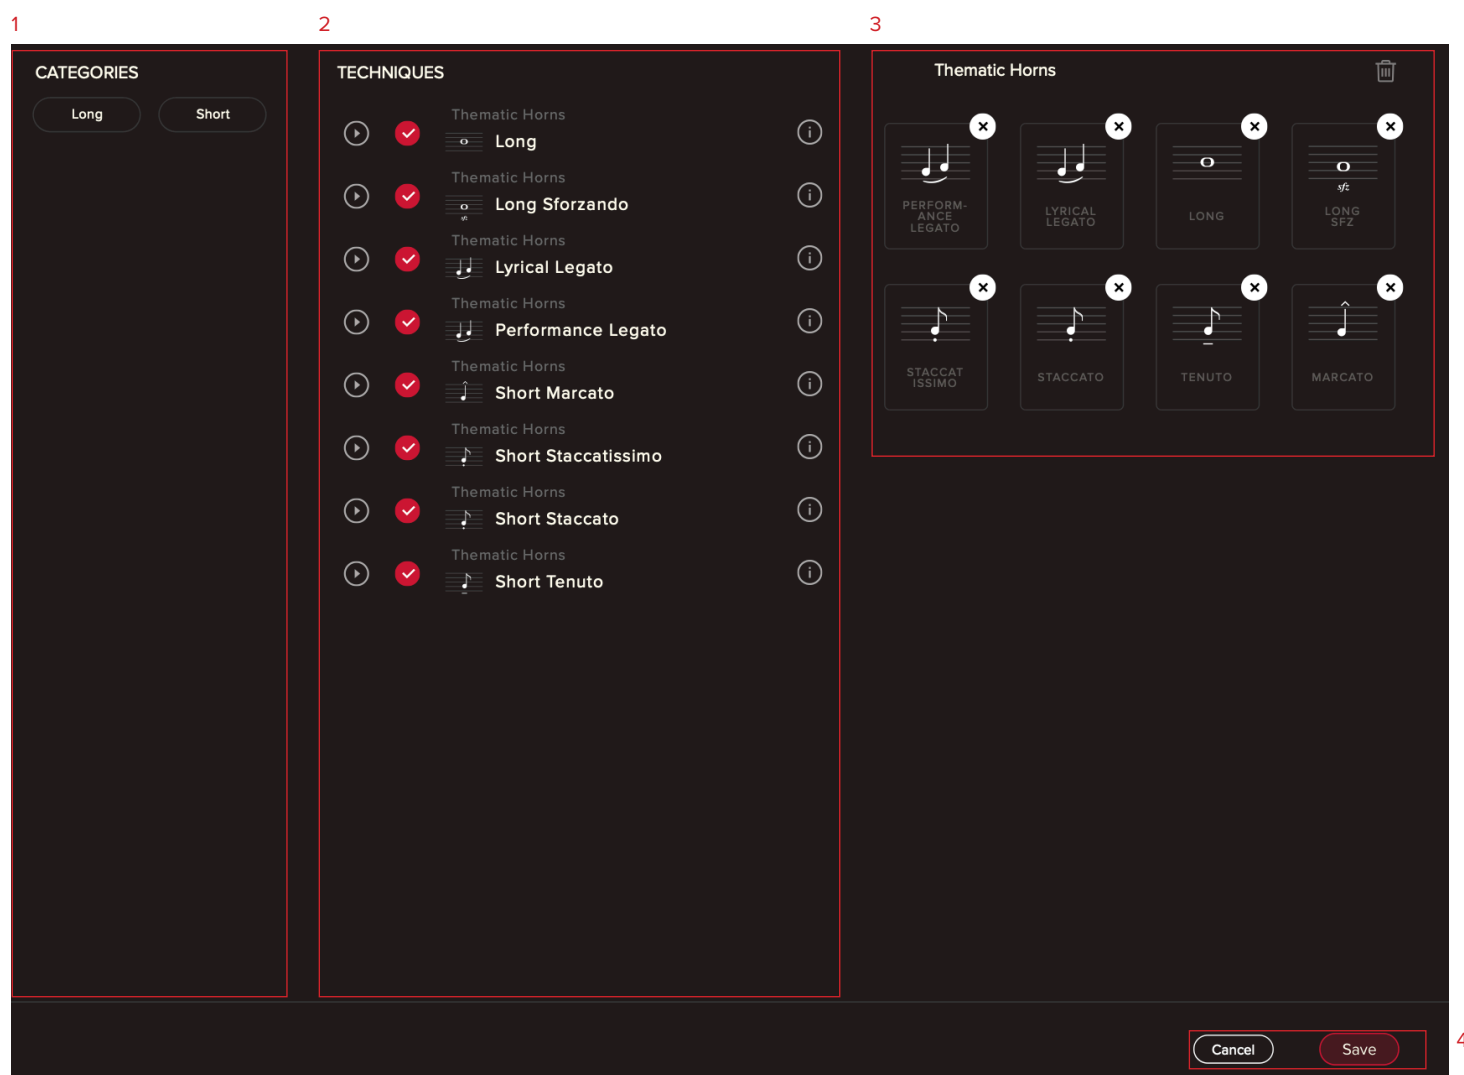 1
2
3
CATEGORIES
Long
Short
TECHNIQUES
Thematic Horns
Long
Thematic Horns
Long Sforzando
Thematic Horns
Lyrical Legato
Thematic Horns
Performance Legato
Thematic Horns
Short Marcato
Thematic Horns
Short Staccatissimo
Thematic Horns
Short Staccato
Thematic Horns
Short Tenuto
Thematic Horns
PERFORM-
ANCE
LEGATO
LYRICAL
LEGATO
LONG
sfz
LONG
SFZ
STACCAT
ISSIMO
STACCATO
TENUTO
MARCATO
Cancel
Save
4